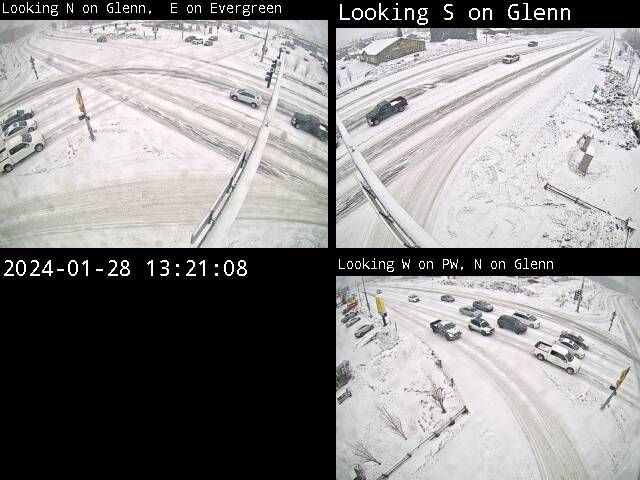 Looking N on Glenn, E on Evergreen
Looking S on Glenn
2024-01-28 13:21:08
Looking W on PW, N on Glenn